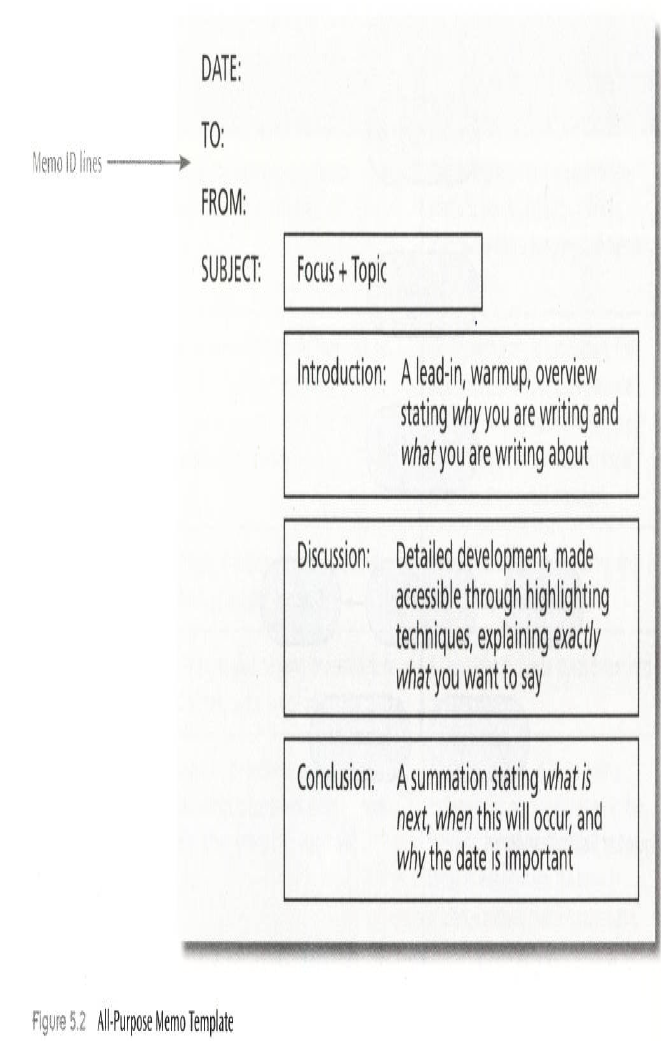 DATE:
TO:
Memo ID lines
FROM:
SUBJECT: Focus + Topic
Introduction: A lead-in, warmup, overview
stating why you are writing and
what you are writing about
Discussion: Detailed development, made
accessible through highlighting
techniques, explaining exactly
what you want to say
Conclusion: A summation stating what is
next, when this will occur, and
why the date is important
Figure 5.2 All-Purpose Memo Template